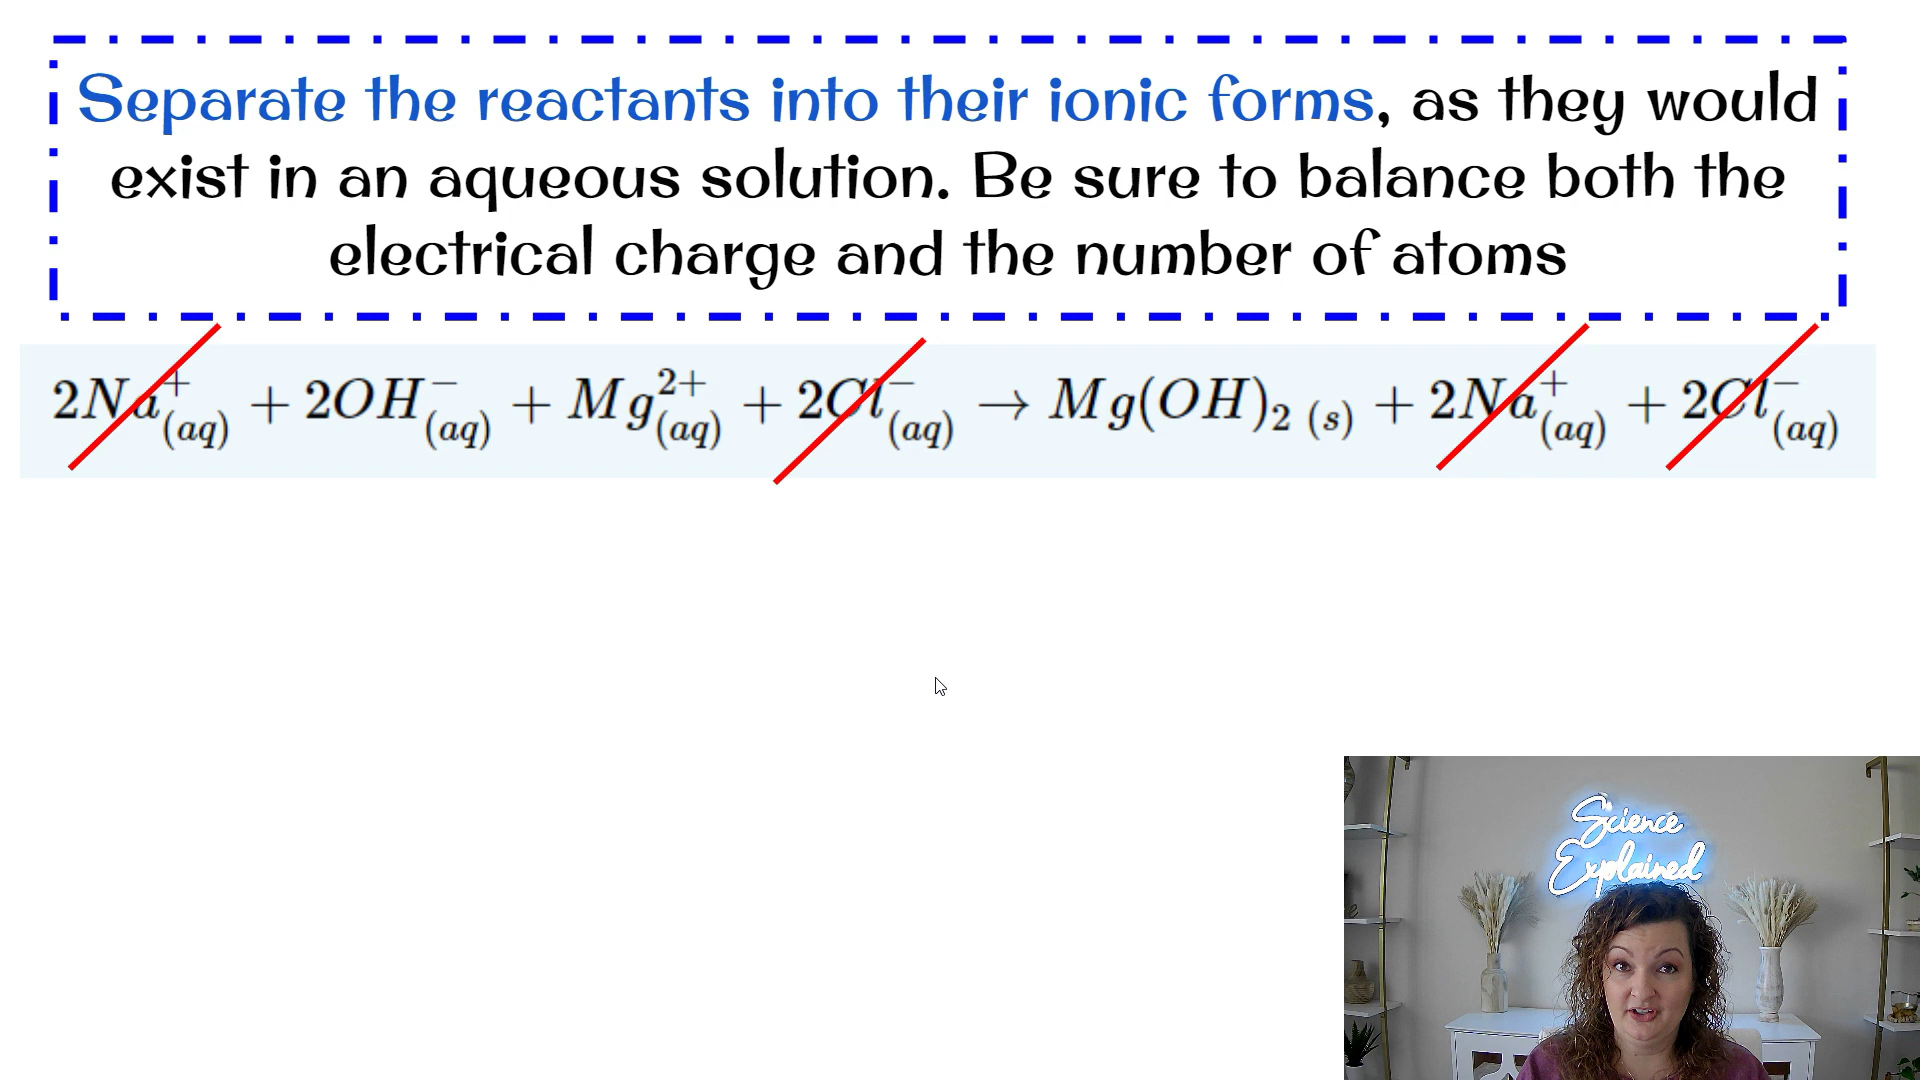 Separate the reactants into their ionic forms, as they would
exist in an aqueous solution. Be sure to balance both the
electrical charge and the number of atoms
2Na⁺(aq) + 2OH⁻(aq) + Mg²⁺(aq) + 2Cl⁻(aq) → Mg(OH)₂ (s) + 2Na⁺(aq) + 2Cl⁻(aq)
Science
Explained